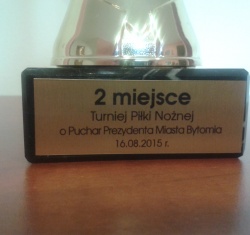 2 miejsce
Turniej Piłki Nożnej
o Puchar Prezydenta Miasta Bytomia
16.08.2015 r.